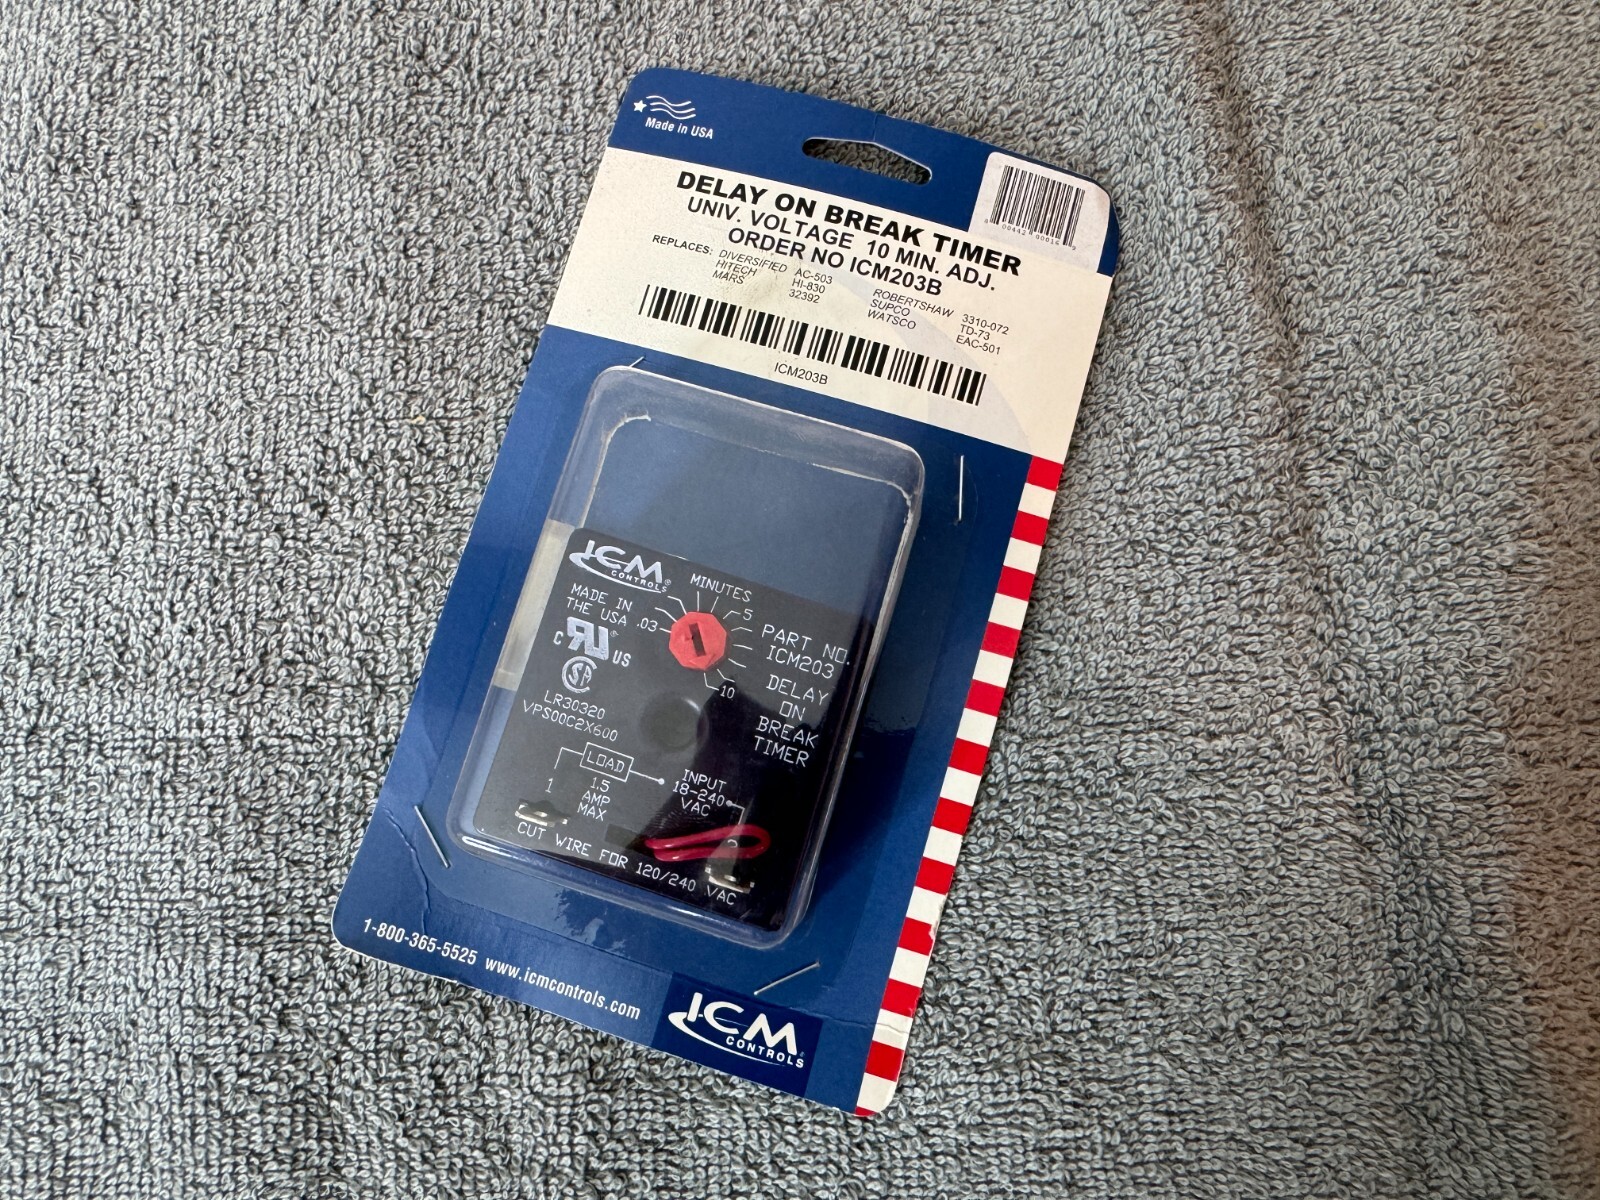 Made in USA
DELAY ON BREAK TIMER
UNIV. VOLTAGE 10 MIN. ADJ.
ORDER NO ICM203B
REPLACES: DIVERSIFIED AC-503 ROBERTSHAW 3310-072
HITECH HI-830 SUPCO TD-73
MARS 32392 WATSCO EAC-501
ICM203B
ICM
CONTROLS®
MINUTES
MADE IN
THE USA
.03
1
5
10
C UR® US
SA
LR30320
VPS00C2X600
PART NO.
ICM203
DELAY
ON
BREAK
TIMER
LOAD
1
1.5
AMP
MAX
INPUT
18-240
VAC
2
CUT WIRE FOR 120/240 VAC
1-800-365-5525 www.icmcontrols.com
ICM
CONTROLS®